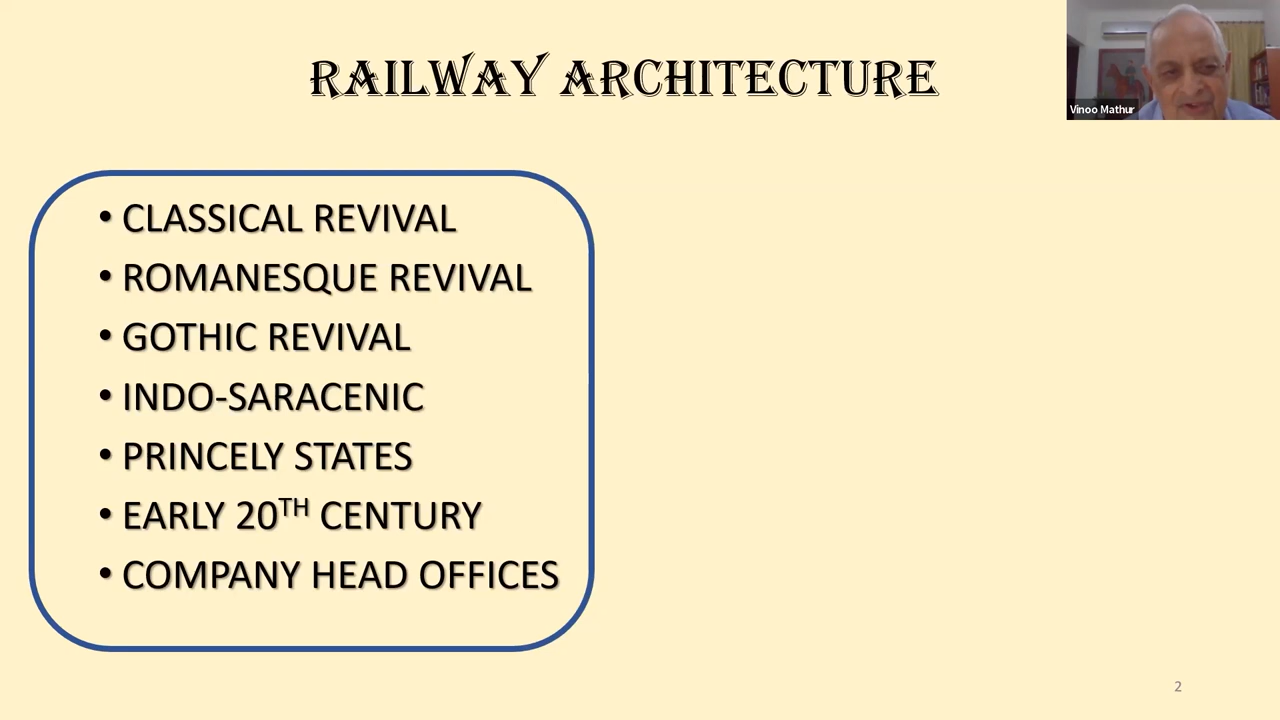 RAILWAY ARCHITECTURE
Vinoo Mathur
• CLASSICAL REVIVAL
• ROMANESQUE REVIVAL
• GOTHIC REVIVAL
• INDO-SARACENIC
• PRINCELY STATES
• EARLY 20TH CENTURY
• COMPANY HEAD OFFICES
2